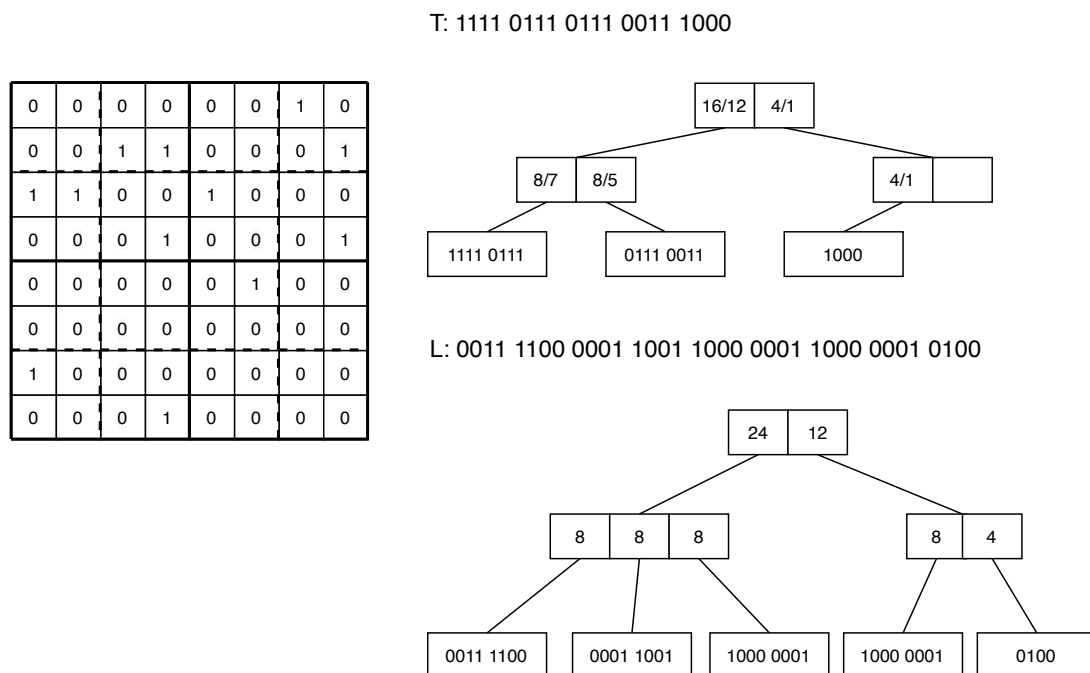 T: 1111 0111 0111 0011 1000
0 0 0 0 0 0 1 0
0 0 1 1 0 0 0 1
1 1 0 0 1 0 0 0
0 0 0 1 0 0 0 1
0 0 0 0 0 1 0 0
0 0 0 0 0 0 0 0
1 0 0 0 0 0 0 0
0 0 0 1 0 0 0 0
16/12 4/1
8/7 8/5 4/1
1111 0111 0111 0011 1000
L: 0011 1100 0001 1001 1000 0001 1000 0001 0100
24 12
8 8 8 8 4
0011 1100 0001 1001 1000 0001 1000 0001 0100